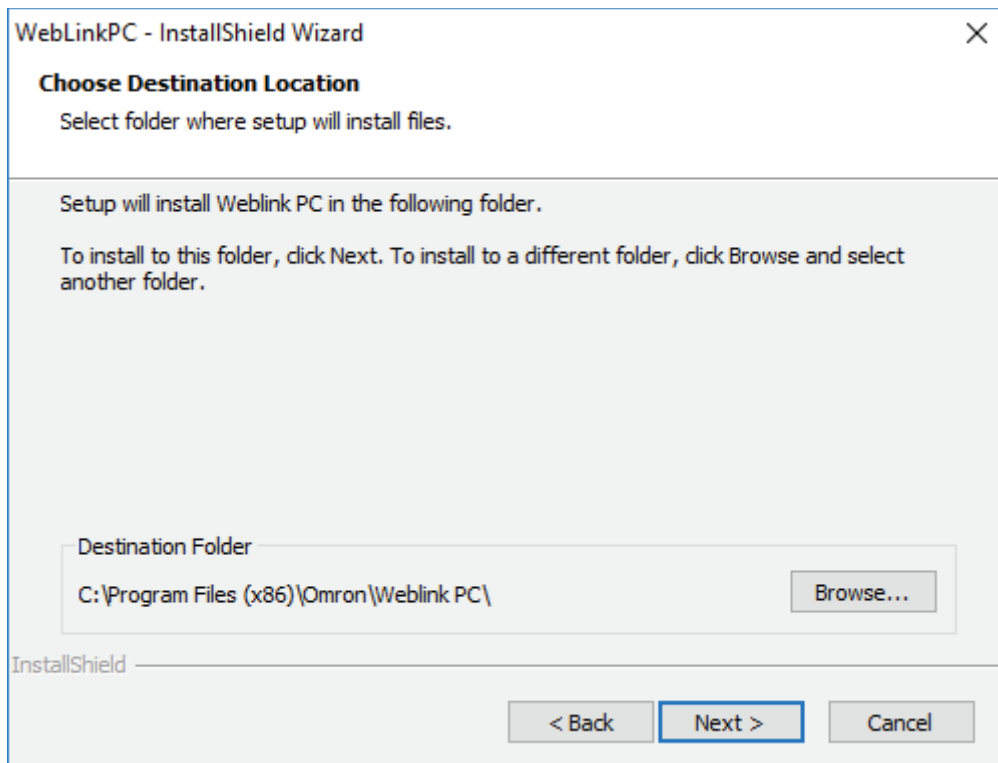 WebLinkPC - InstallShield Wizard
Choose Destination Location
Select folder where setup will install files.
Setup will install Weblink PC in the following folder.
To install to this folder, click Next. To install to a different folder, click Browse and select
another folder.
Destination Folder
C:\Program Files (x86)\Omron\Weblink PC\
Browse...
InstallShield
< Back
Next >
Cancel